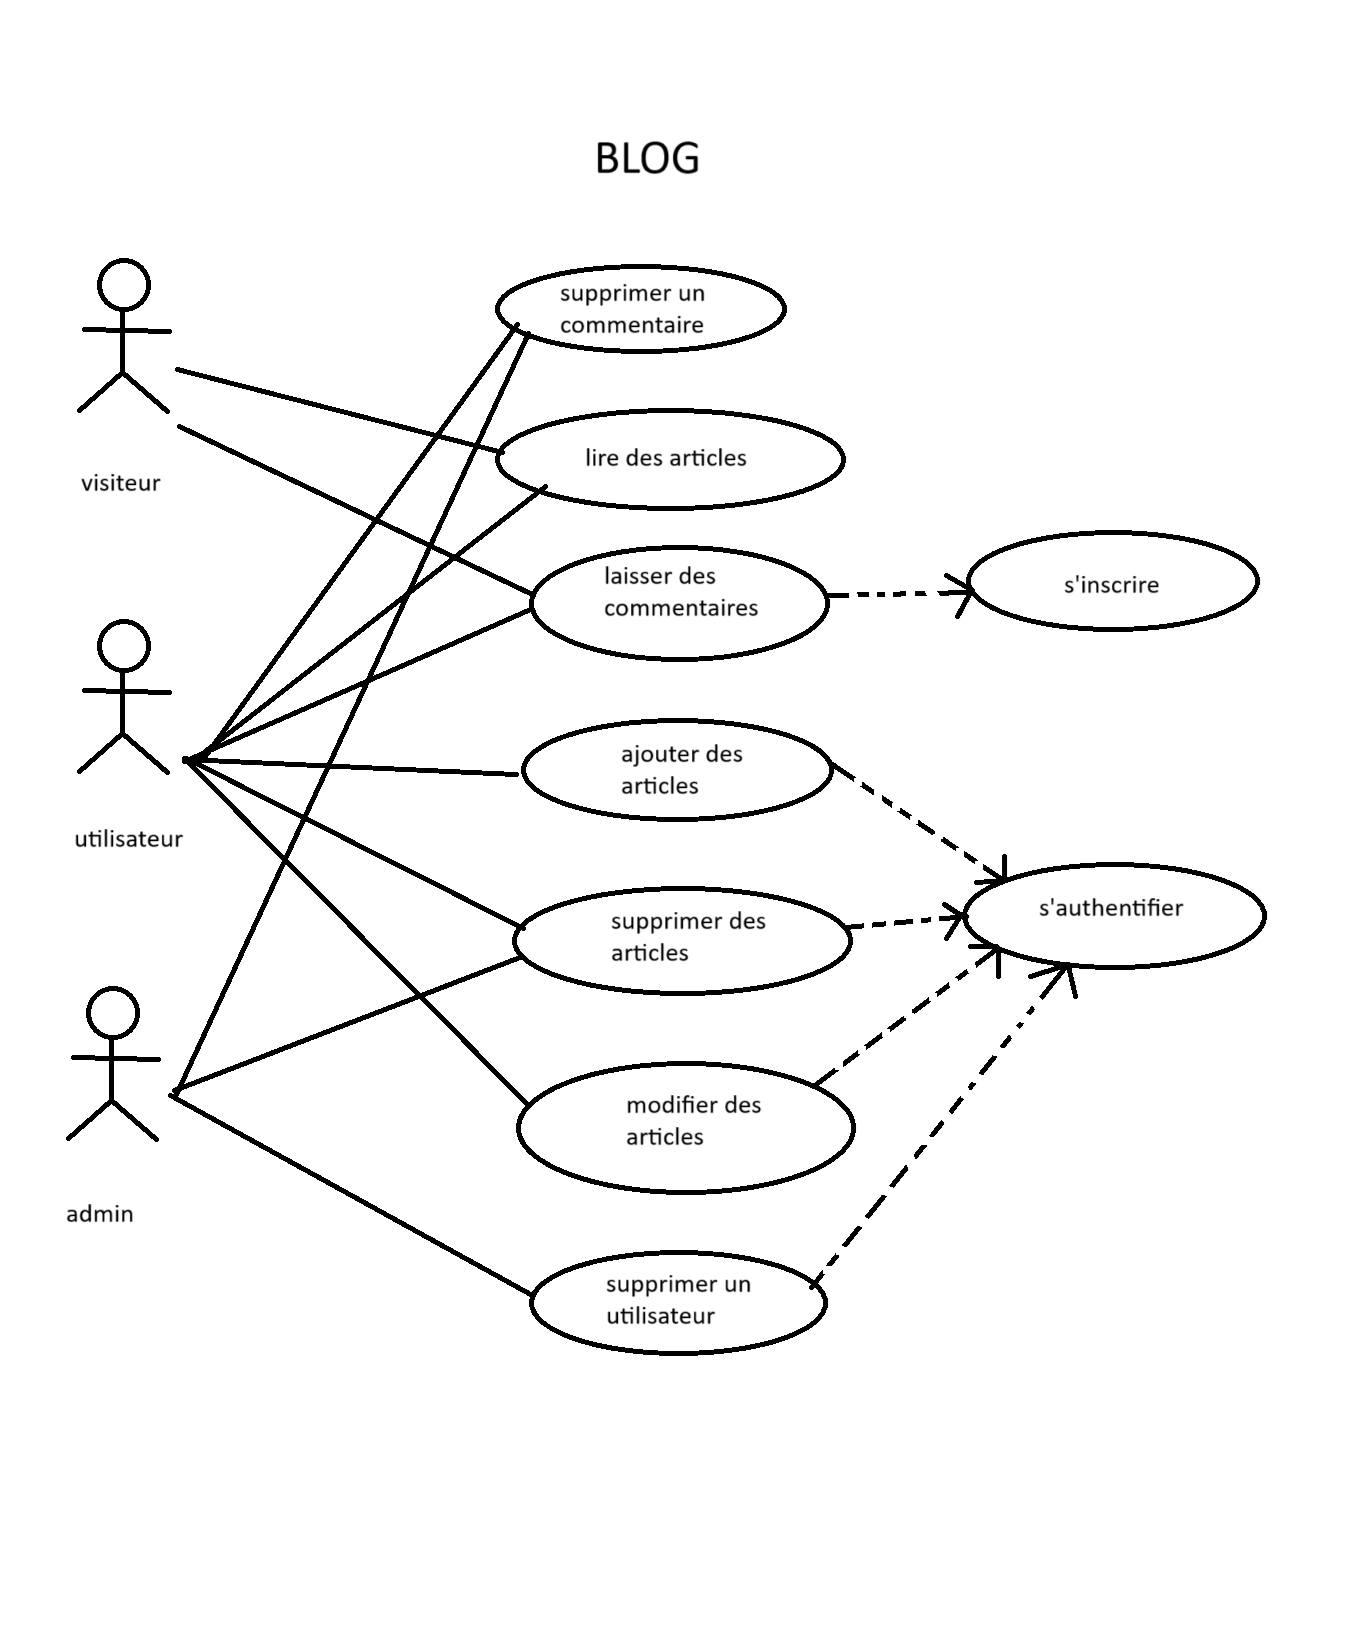 BLOG
supprimer un
commentaire
lire des articles
visiteur
laisser des
commentaires
s'inscrire
ajouter des
articles
utilisateur
supprimer des
articles
s'authentifier
modifier des
articles
admin
supprimer un
utilisateur